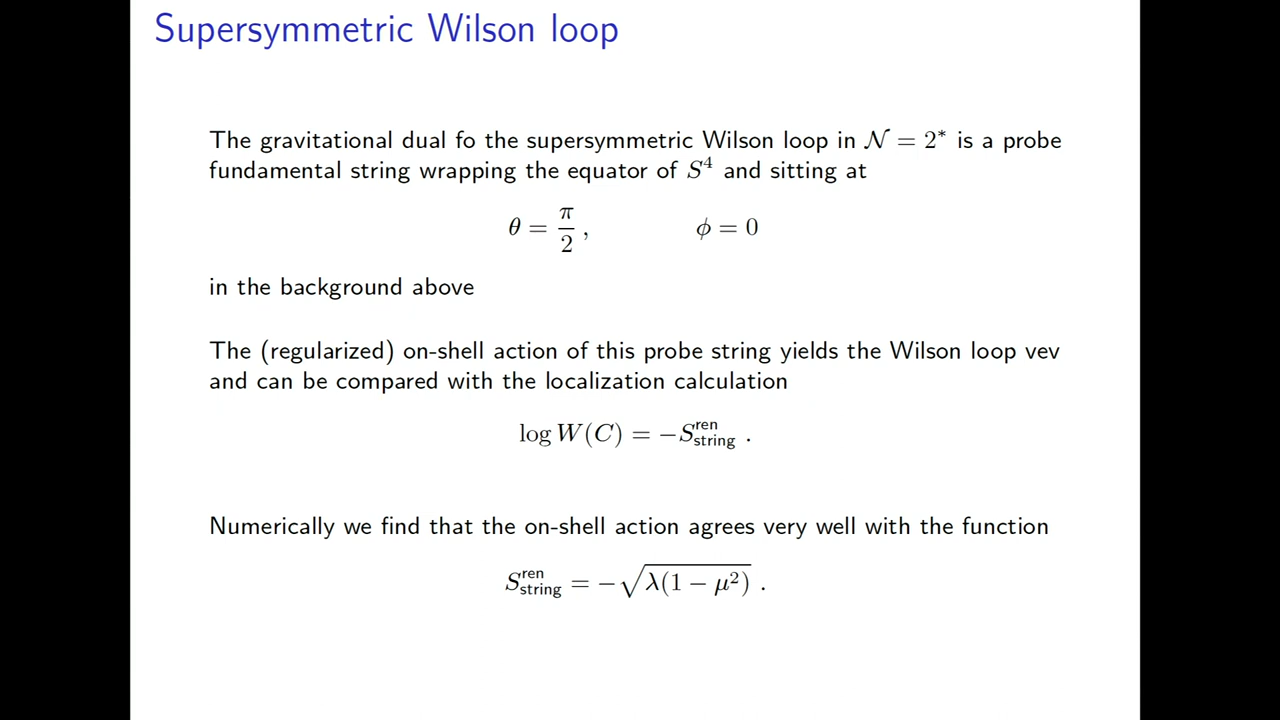 Supersymmetric Wilson loop
The gravitational dual fo the supersymmetric Wilson loop in 𝒩 = 2* is a probe
fundamental string wrapping the equator of S⁴ and sitting at
θ = π/2 , ϕ = 0
in the background above
The (regularized) on-shell action of this probe string yields the Wilson loop vev
and can be compared with the localization calculation
log W(C) = −S^ren_string .
Numerically we find that the on-shell action agrees very well with the function
S^ren_string = −√(λ(1 − μ²)) .